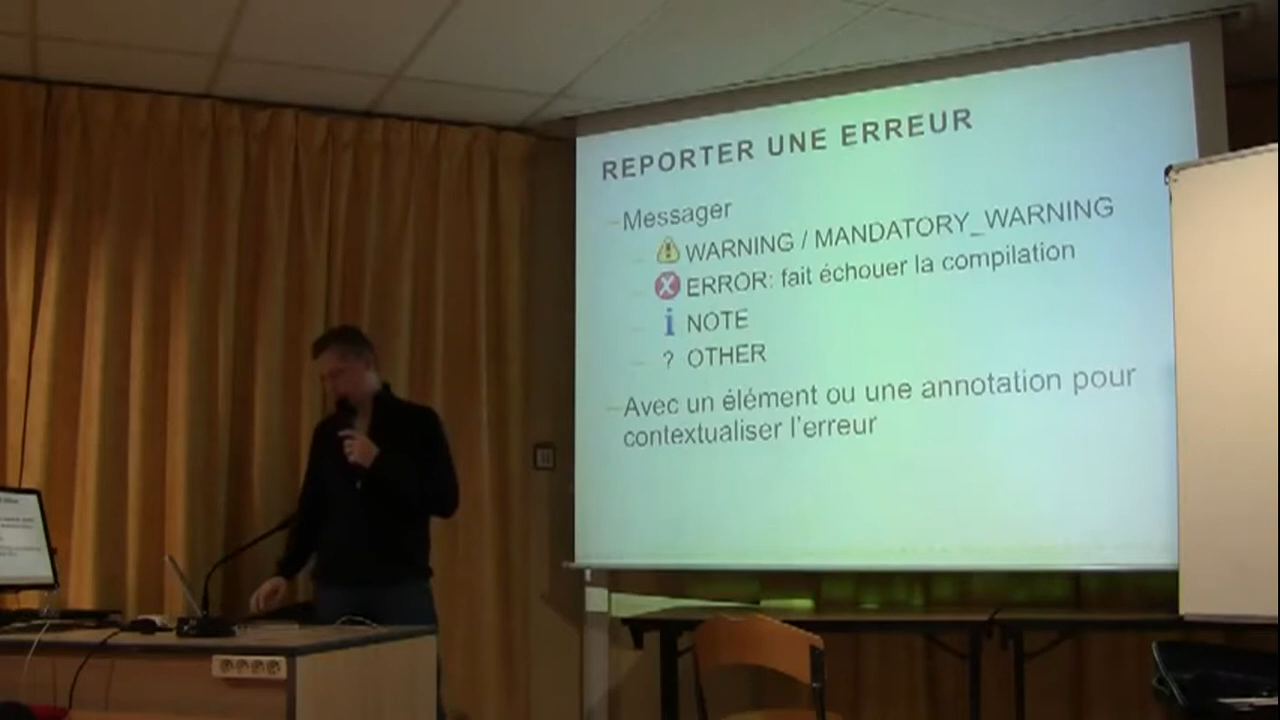 REPORTER UNE ERREUR
–Messager
– WARNING / MANDATORY_WARNING
– ERROR: fait échouer la compilation
– i NOTE
– ? OTHER
–Avec un élément ou une annotation pour
contextualiser l'erreur